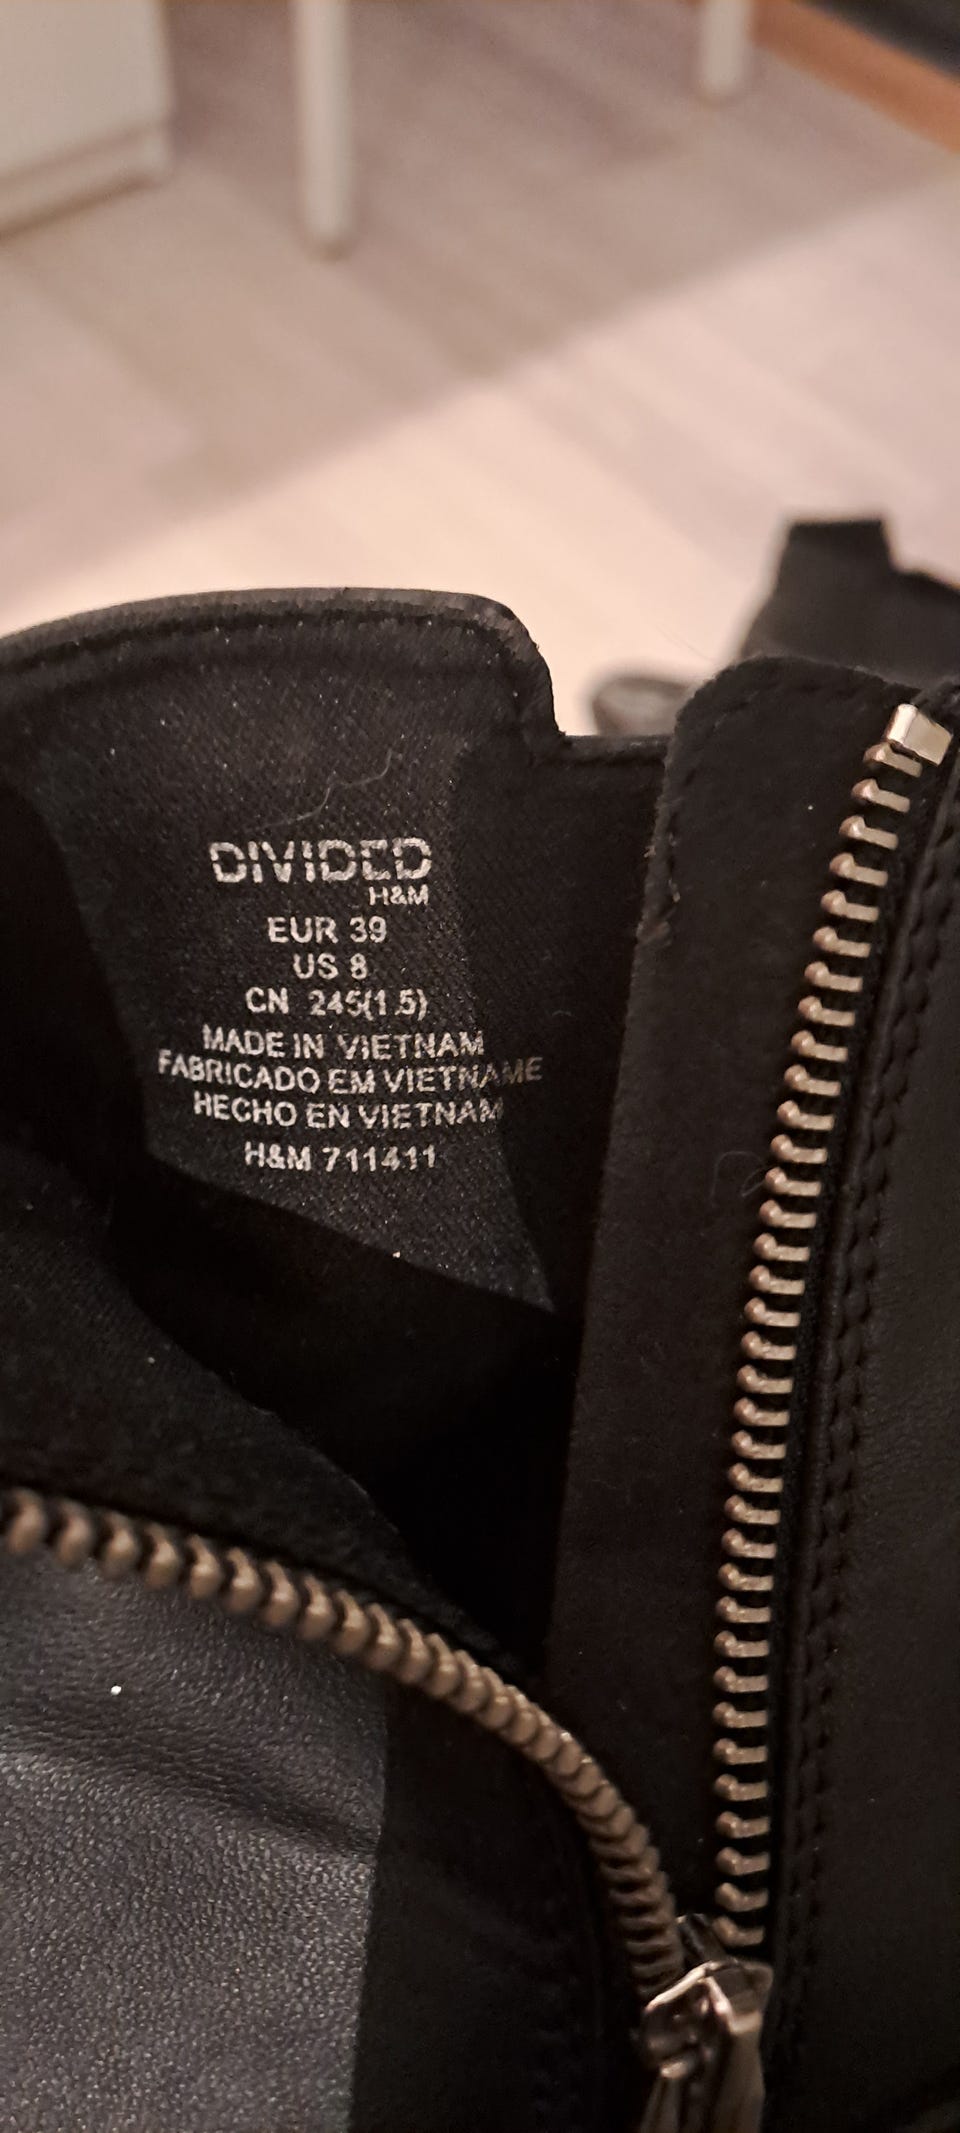 DIVIDED
H&M
EUR 39
US 8
CN 245(1.5)
MADE IN VIETNAM
FABRICADO EM VIETNAME
HECHO EN VIETNAM
H&M 711411